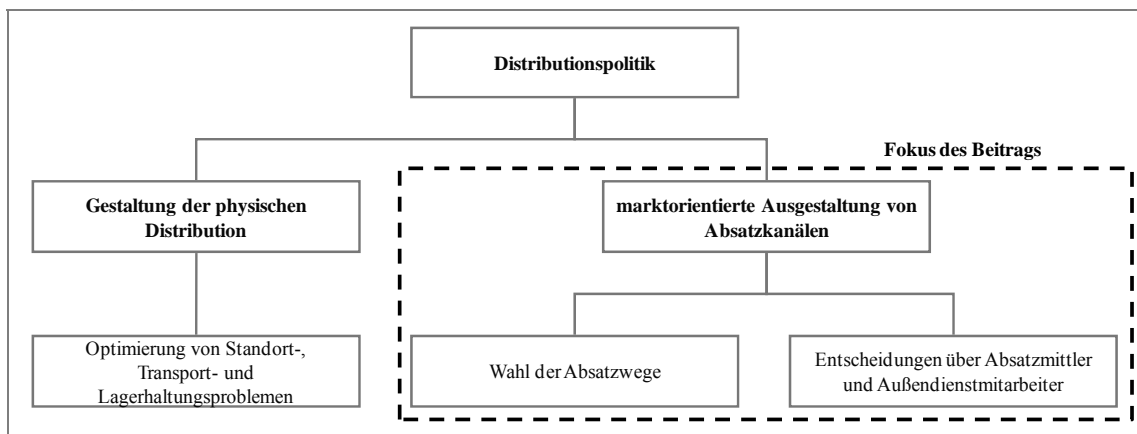 Distributionspolitik
Fokus des Beitrags
Gestaltung der physischen
Distribution
marktorientierte Ausgestaltung von
Absatzkanälen
Optimierung von Standort-,
Transport- und
Lagerhaltungsproblemen
Wahl der Absatzwege
Entscheidungen über Absatzmittler
und Außendienstmitarbeiter